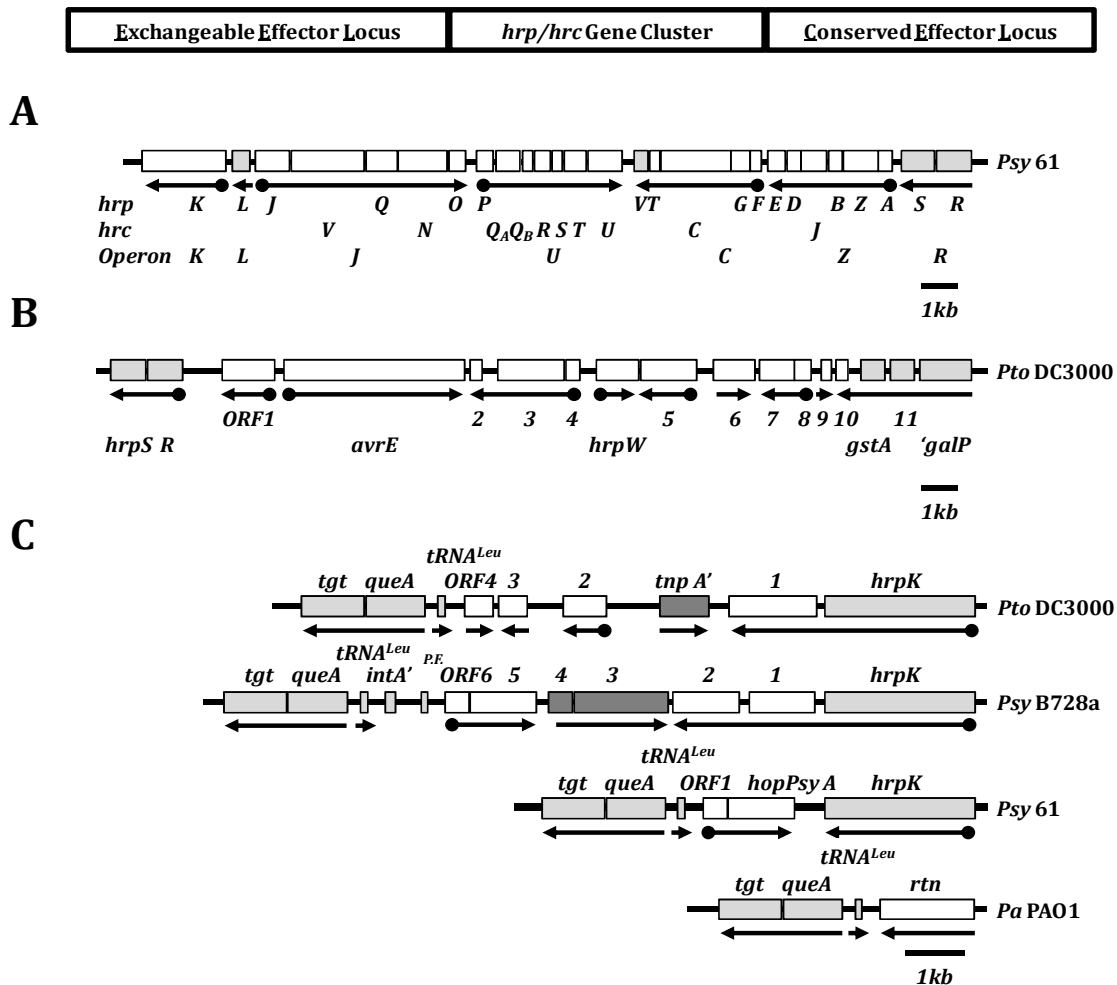 Exchangeable Effector Locus hrp/hrc Gene Cluster Conserved Effector Locus
A
Psy 61
hrp K L J Q O P V T G F E D B Z A S R
hrc V N QA QB R S T U C J
Operon K L J U C Z R
1kb
B
Pto DC3000
ORF1 2 3 4 5 6 7 8 9 10 11
hrpS R avrE hrpW gstA 'galP
1kb
C
tRNALeu
tgt queA ORF4 3 2 tnp A' 1 hrpK
Pto DC3000
tRNALeu P.F.
tgt queA intA' ORF6 5 4 3 2 1 hrpK
Psy B728a
tRNALeu
tgt queA ORF1 hopPsy A hrpK
Psy 61
tRNALeu
tgt queA rtn
Pa PAO1
1kb